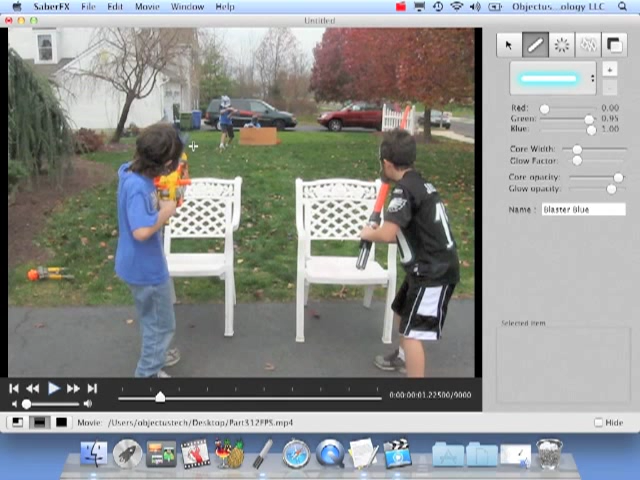 SaberFX File Edit Movie Window Help Objectus...ology LLC
Untitled
Red: 0.00
Green: 0.95
Blue: 1.00
Core Width:
Glow Factor:
Core opacity:
Glow opacity:
Name : Blaster Blue
Selected item
0:00:00:01.22500/9000
Movie: /Users/objectustech/Desktop/Part312FPS.mp4
Hide